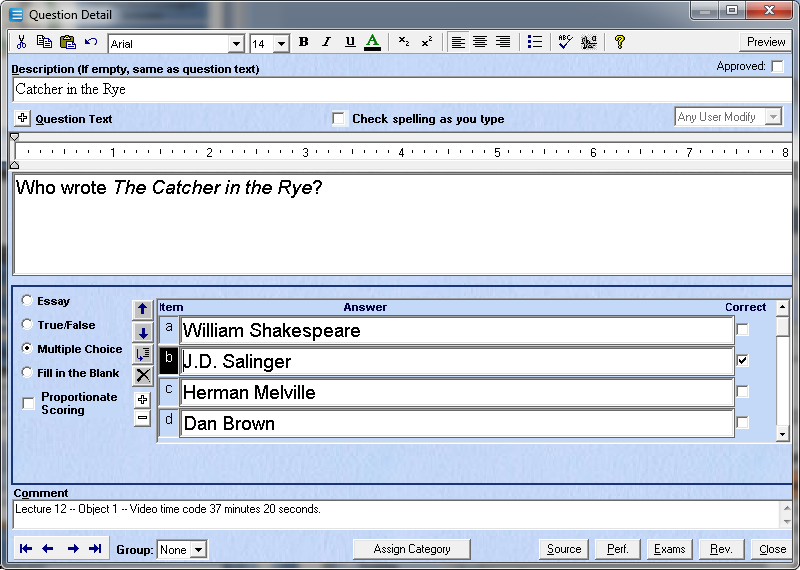 Question Detail
Arial 14 B I U A x₂ x² ABC ? Preview
Description (If empty, same as question text) Approved:
Catcher in the Rye
Question Text Check spelling as you type Any User Modify
1 2 3 4 5 6 7 8
Who wrote The Catcher in the Rye?
Essay
True/False
Multiple Choice
Fill in the Blank
Proportionate
Scoring
Item Answer Correct
a William Shakespeare
b J.D. Salinger
c Herman Melville
d Dan Brown
Comment
Lecture 12 -- Object 1 -- Video time code 37 minutes 20 seconds.
Group: None Assign Category Source Perf. Exams Rev. Close